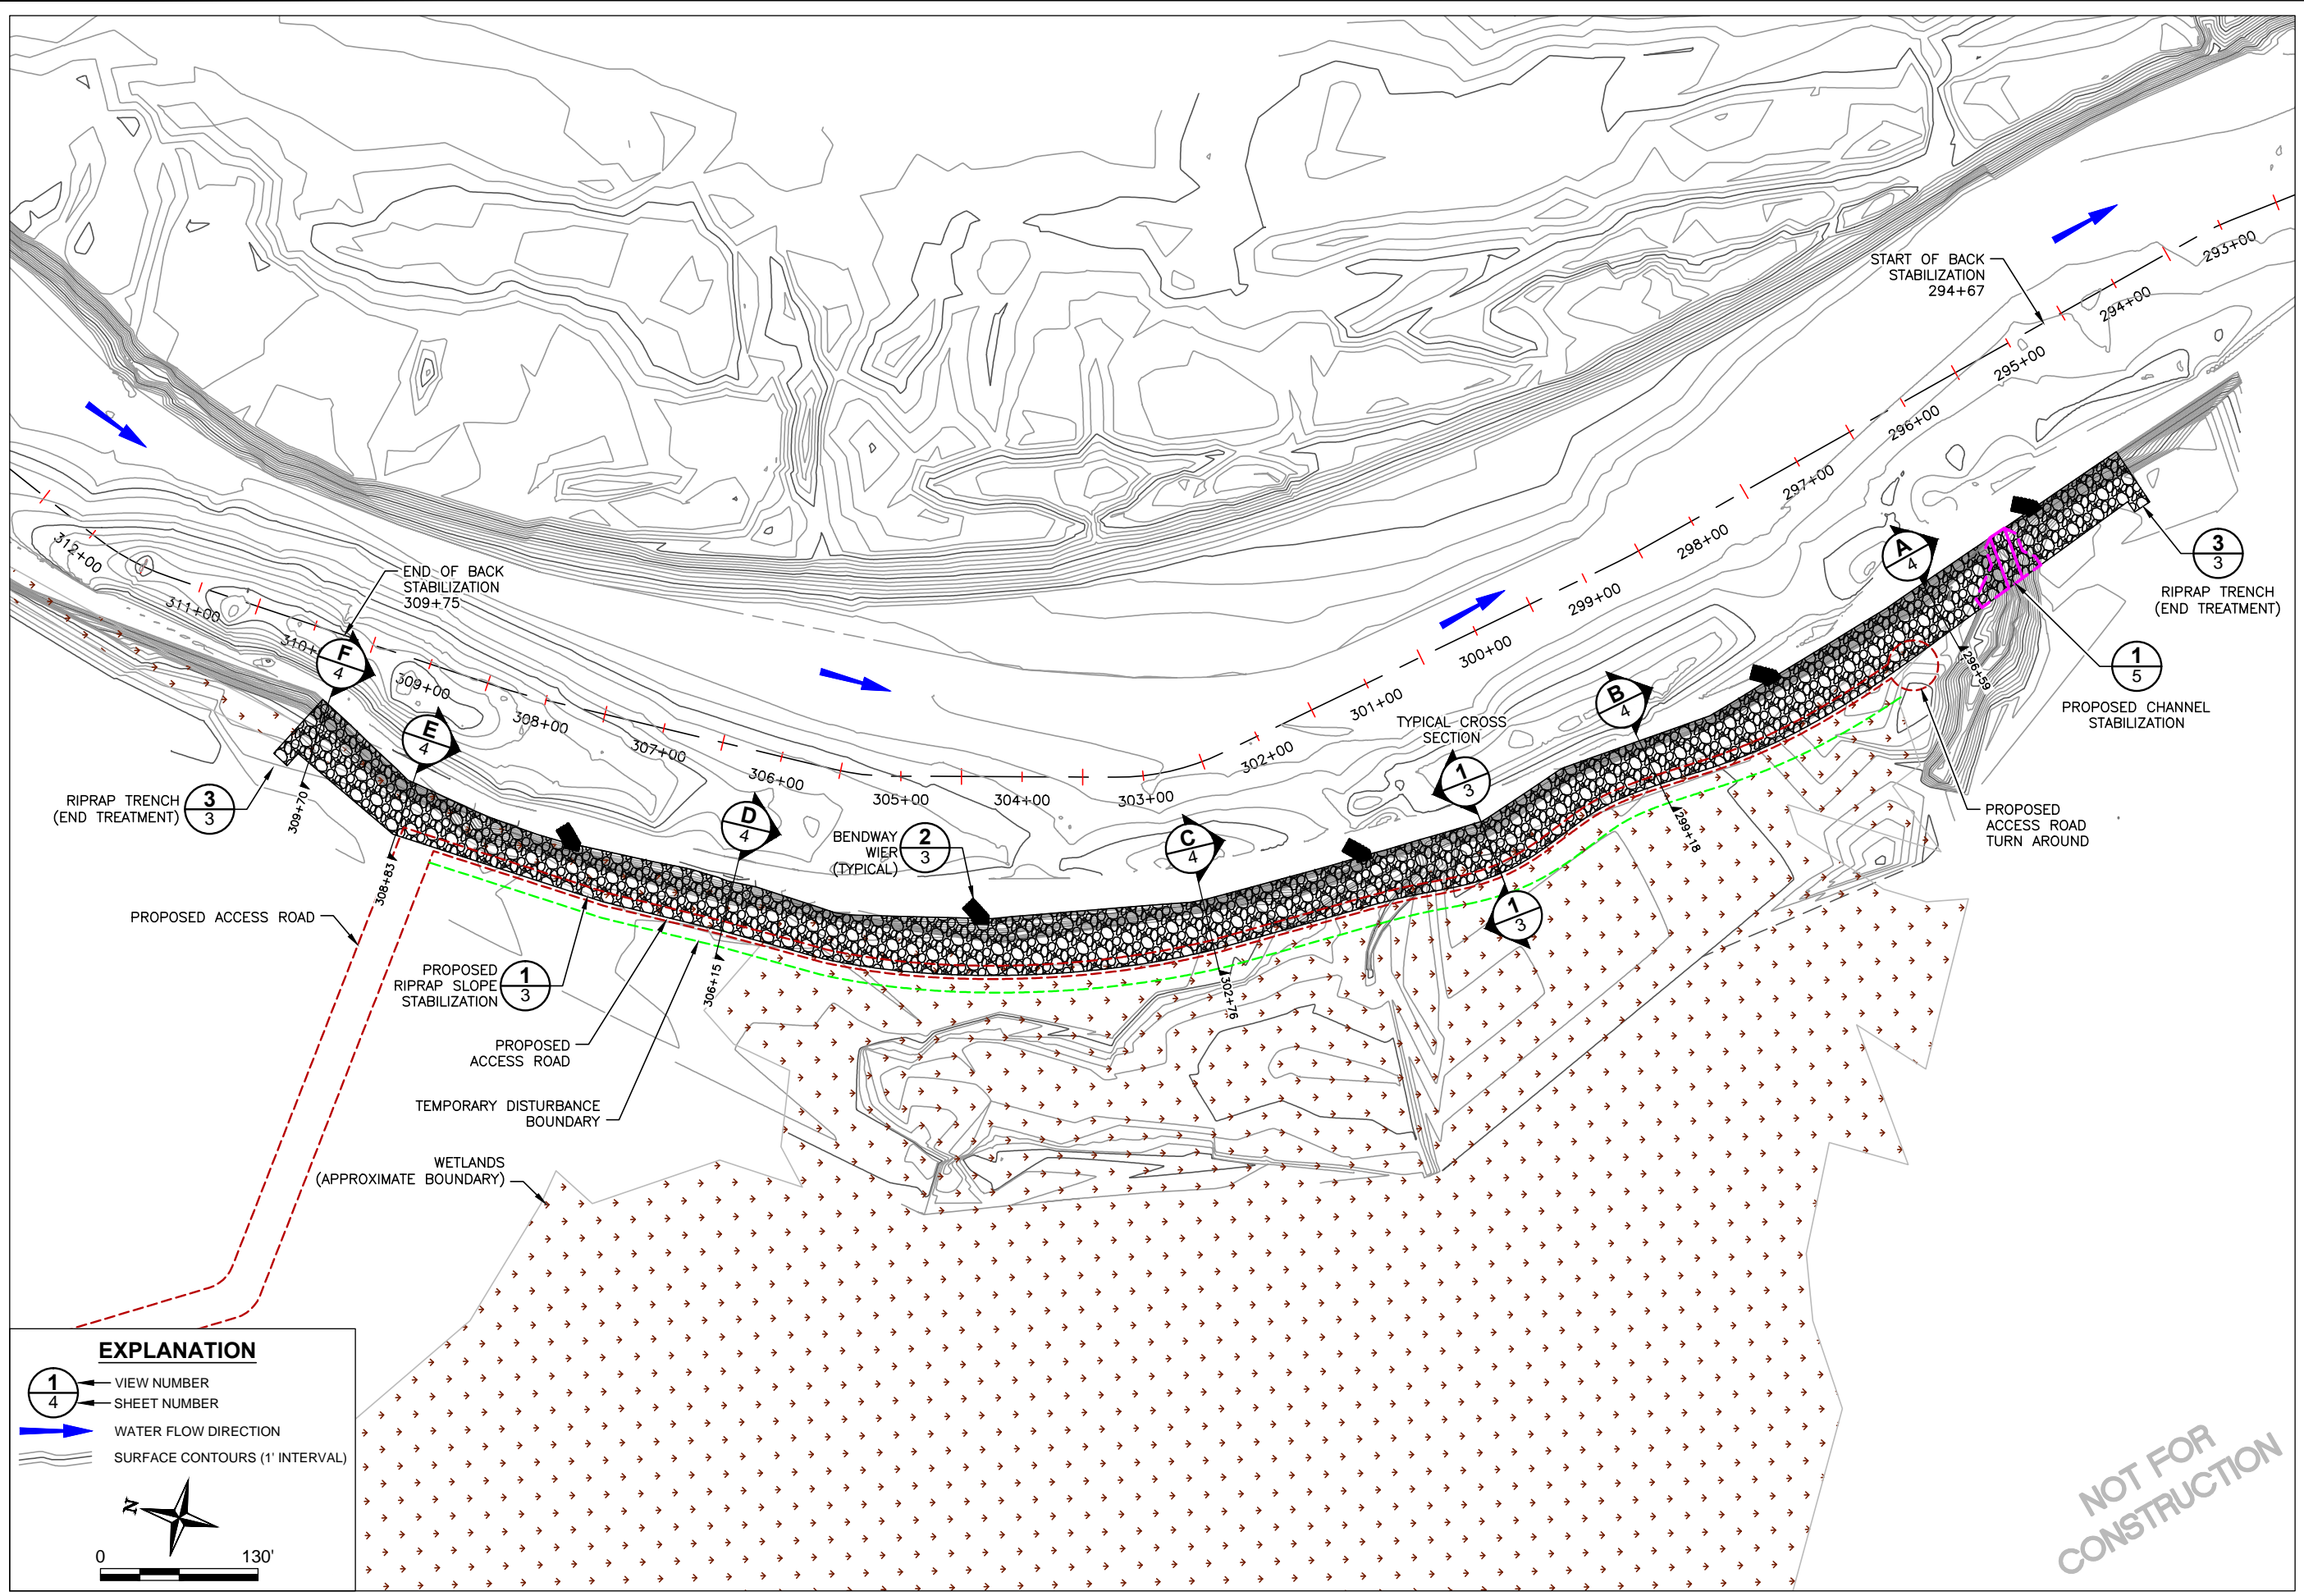 START OF BACK
STABILIZATION
294+67
293+00
294+00
295+00
296+00
297+00
298+00
299+00
300+00
301+00
302+00
303+00
304+00
305+00
306+00
307+00
308+00
309+00
310+
311+00
312+00
END OF BACK
STABILIZATION
309+75
F
4
E
4
D
4
C
4
B
4
A
4
3
3
RIPRAP TRENCH
(END TREATMENT)
1
5
PROPOSED CHANNEL
STABILIZATION
PROPOSED
ACCESS ROAD
TURN AROUND
296+59
299+18
TYPICAL CROSS
SECTION
1
3
1
3
BENDWAY
WIER
(TYPICAL)
2
3
302+76
306+15
308+83
309+70
RIPRAP TRENCH
(END TREATMENT)
3
3
PROPOSED ACCESS ROAD
PROPOSED
RIPRAP SLOPE
STABILIZATION
1
3
PROPOSED
ACCESS ROAD
TEMPORARY DISTURBANCE
BOUNDARY
WETLANDS
(APPROXIMATE BOUNDARY)
EXPLANATION
1
4
VIEW NUMBER
SHEET NUMBER
WATER FLOW DIRECTION
SURFACE CONTOURS (1' INTERVAL)
N
0 130'
NOT FOR
CONSTRUCTION